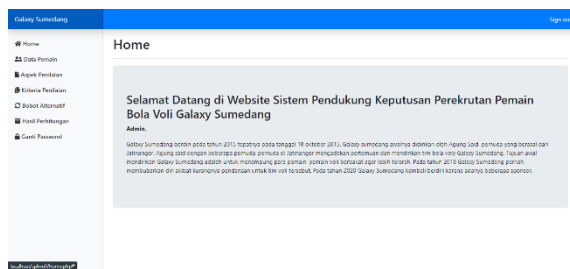 Galaxy Sumedang
Sign out
Home
Home
Data Pemain
Aspek Penilaian
Kriteria Penilaian
Bobot Alternatif
Hasil Perhitungan
Ganti Password
Selamat Datang di Website Sistem Pendukung Keputusan Perekrutan Pemain
Bola Voli Galaxy Sumedang
Admin.
Galaxy Sumedang berdiri pada tahun 2015 tepatnya pada tanggal 18 oktober 2015. Galaxy sumedang awalnya didirikan oleh Agung Said, pemuda yang berasal dari
Jatinangor. Agung said dengan beberapa pemuda pemuda di Jatinangor mengadakan pertemuan dan mendirikan tim bola voly Galaxy Sumedang. Tujuan awal
mendirikan Galaxy Sumedang adalah untuk menampung para pemain pemain voli berbakat agar lebih terarah. Pada tahun 2018 Galaxy Sumedang pernah
membubarkan diri akibat kurangnya pendanaan untuk tim voli tersebut. Pada tahun 2020 Galaxy Sumedang kembali berdiri karena adanya beberapa sponsor.